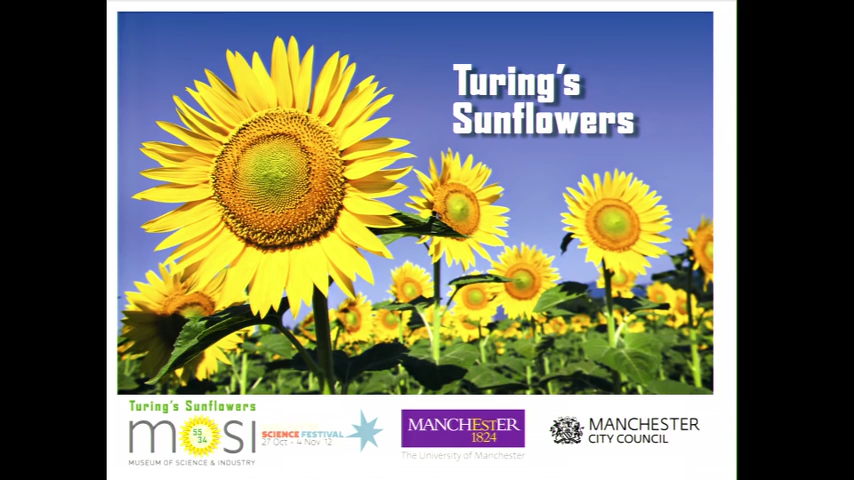 Turing's
Sunflowers
Turing's Sunflowers
mOSI
55
34
MUSEUM OF SCIENCE & INDUSTRY
SCIENCE FESTIVAL
27 Oct - 4 Nov 12
MANCHESTER
1824
The University of Manchester
MANCHESTER
CITY COUNCIL